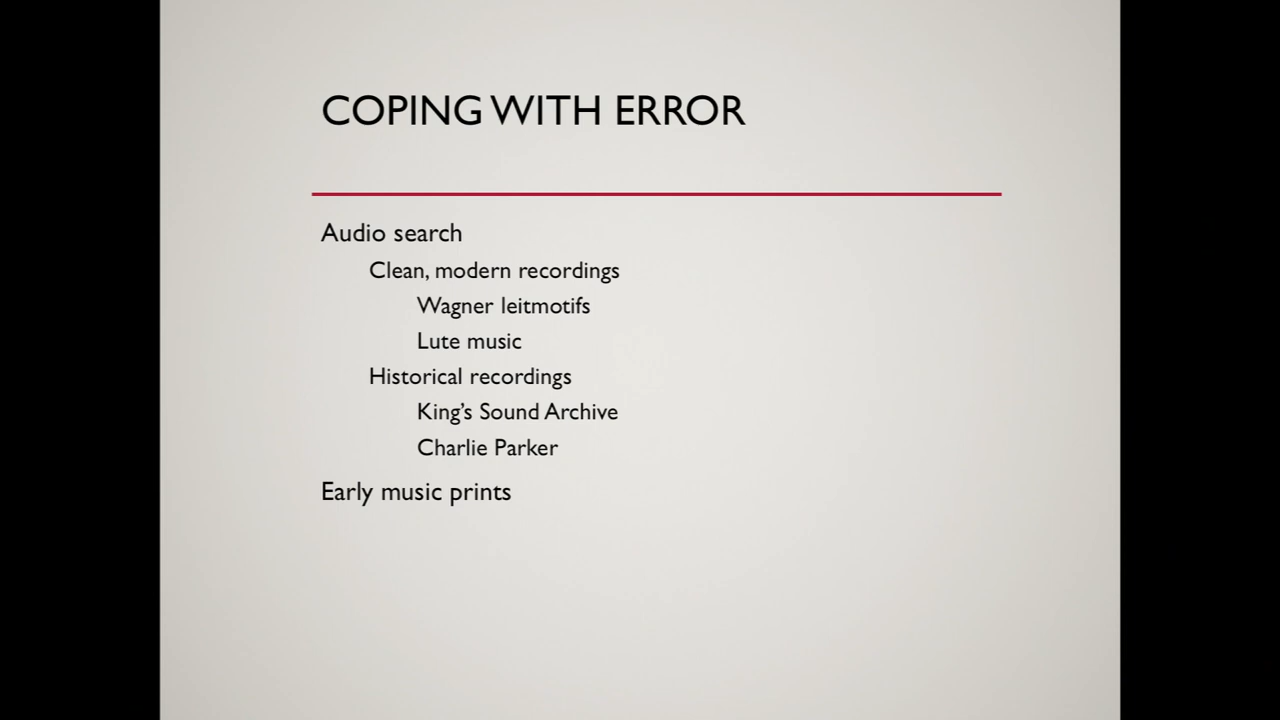 COPING WITH ERROR
Audio search
Clean, modern recordings
Wagner leitmotifs
Lute music
Historical recordings
King’s Sound Archive
Charlie Parker
Early music prints